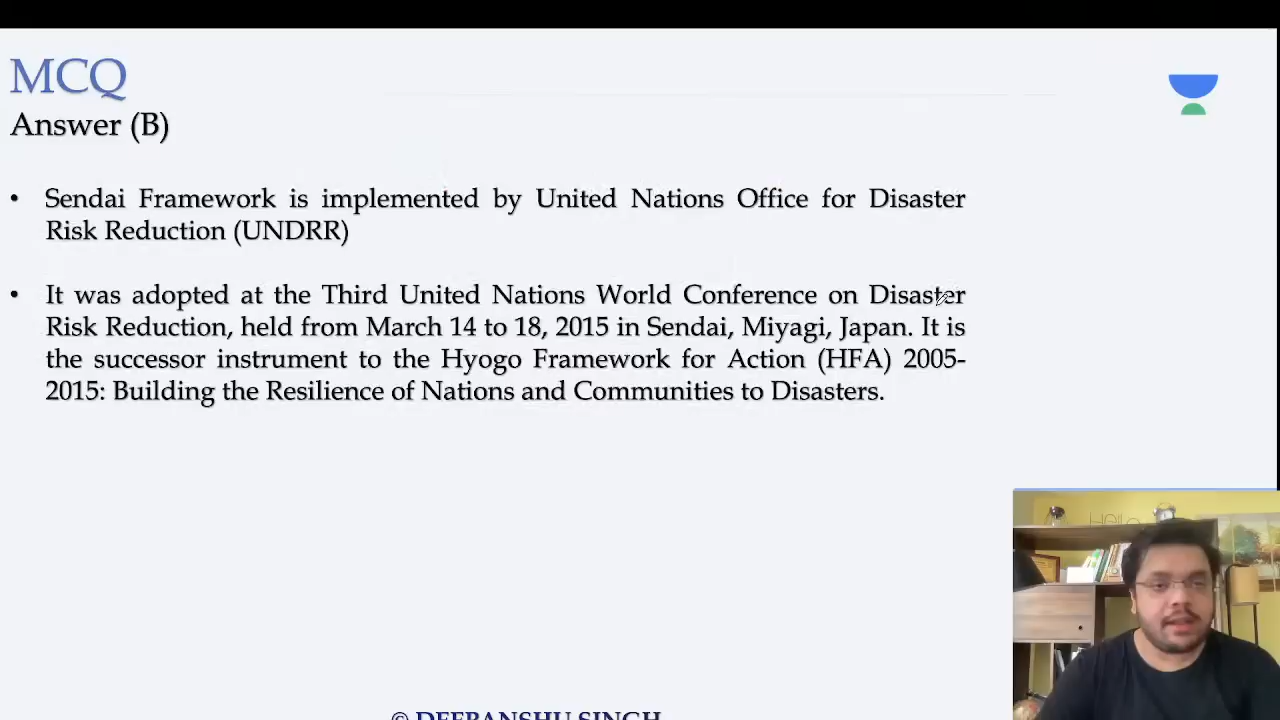 MCQ
Answer (B)
• Sendai Framework is implemented by United Nations Office for Disaster
Risk Reduction (UNDRR)
• It was adopted at the Third United Nations World Conference on Disaster
Risk Reduction, held from March 14 to 18, 2015 in Sendai, Miyagi, Japan. It is
the successor instrument to the Hyogo Framework for Action (HFA) 2005-
2015: Building the Resilience of Nations and Communities to Disasters.
Hello
© DEEPANSHU SINGH